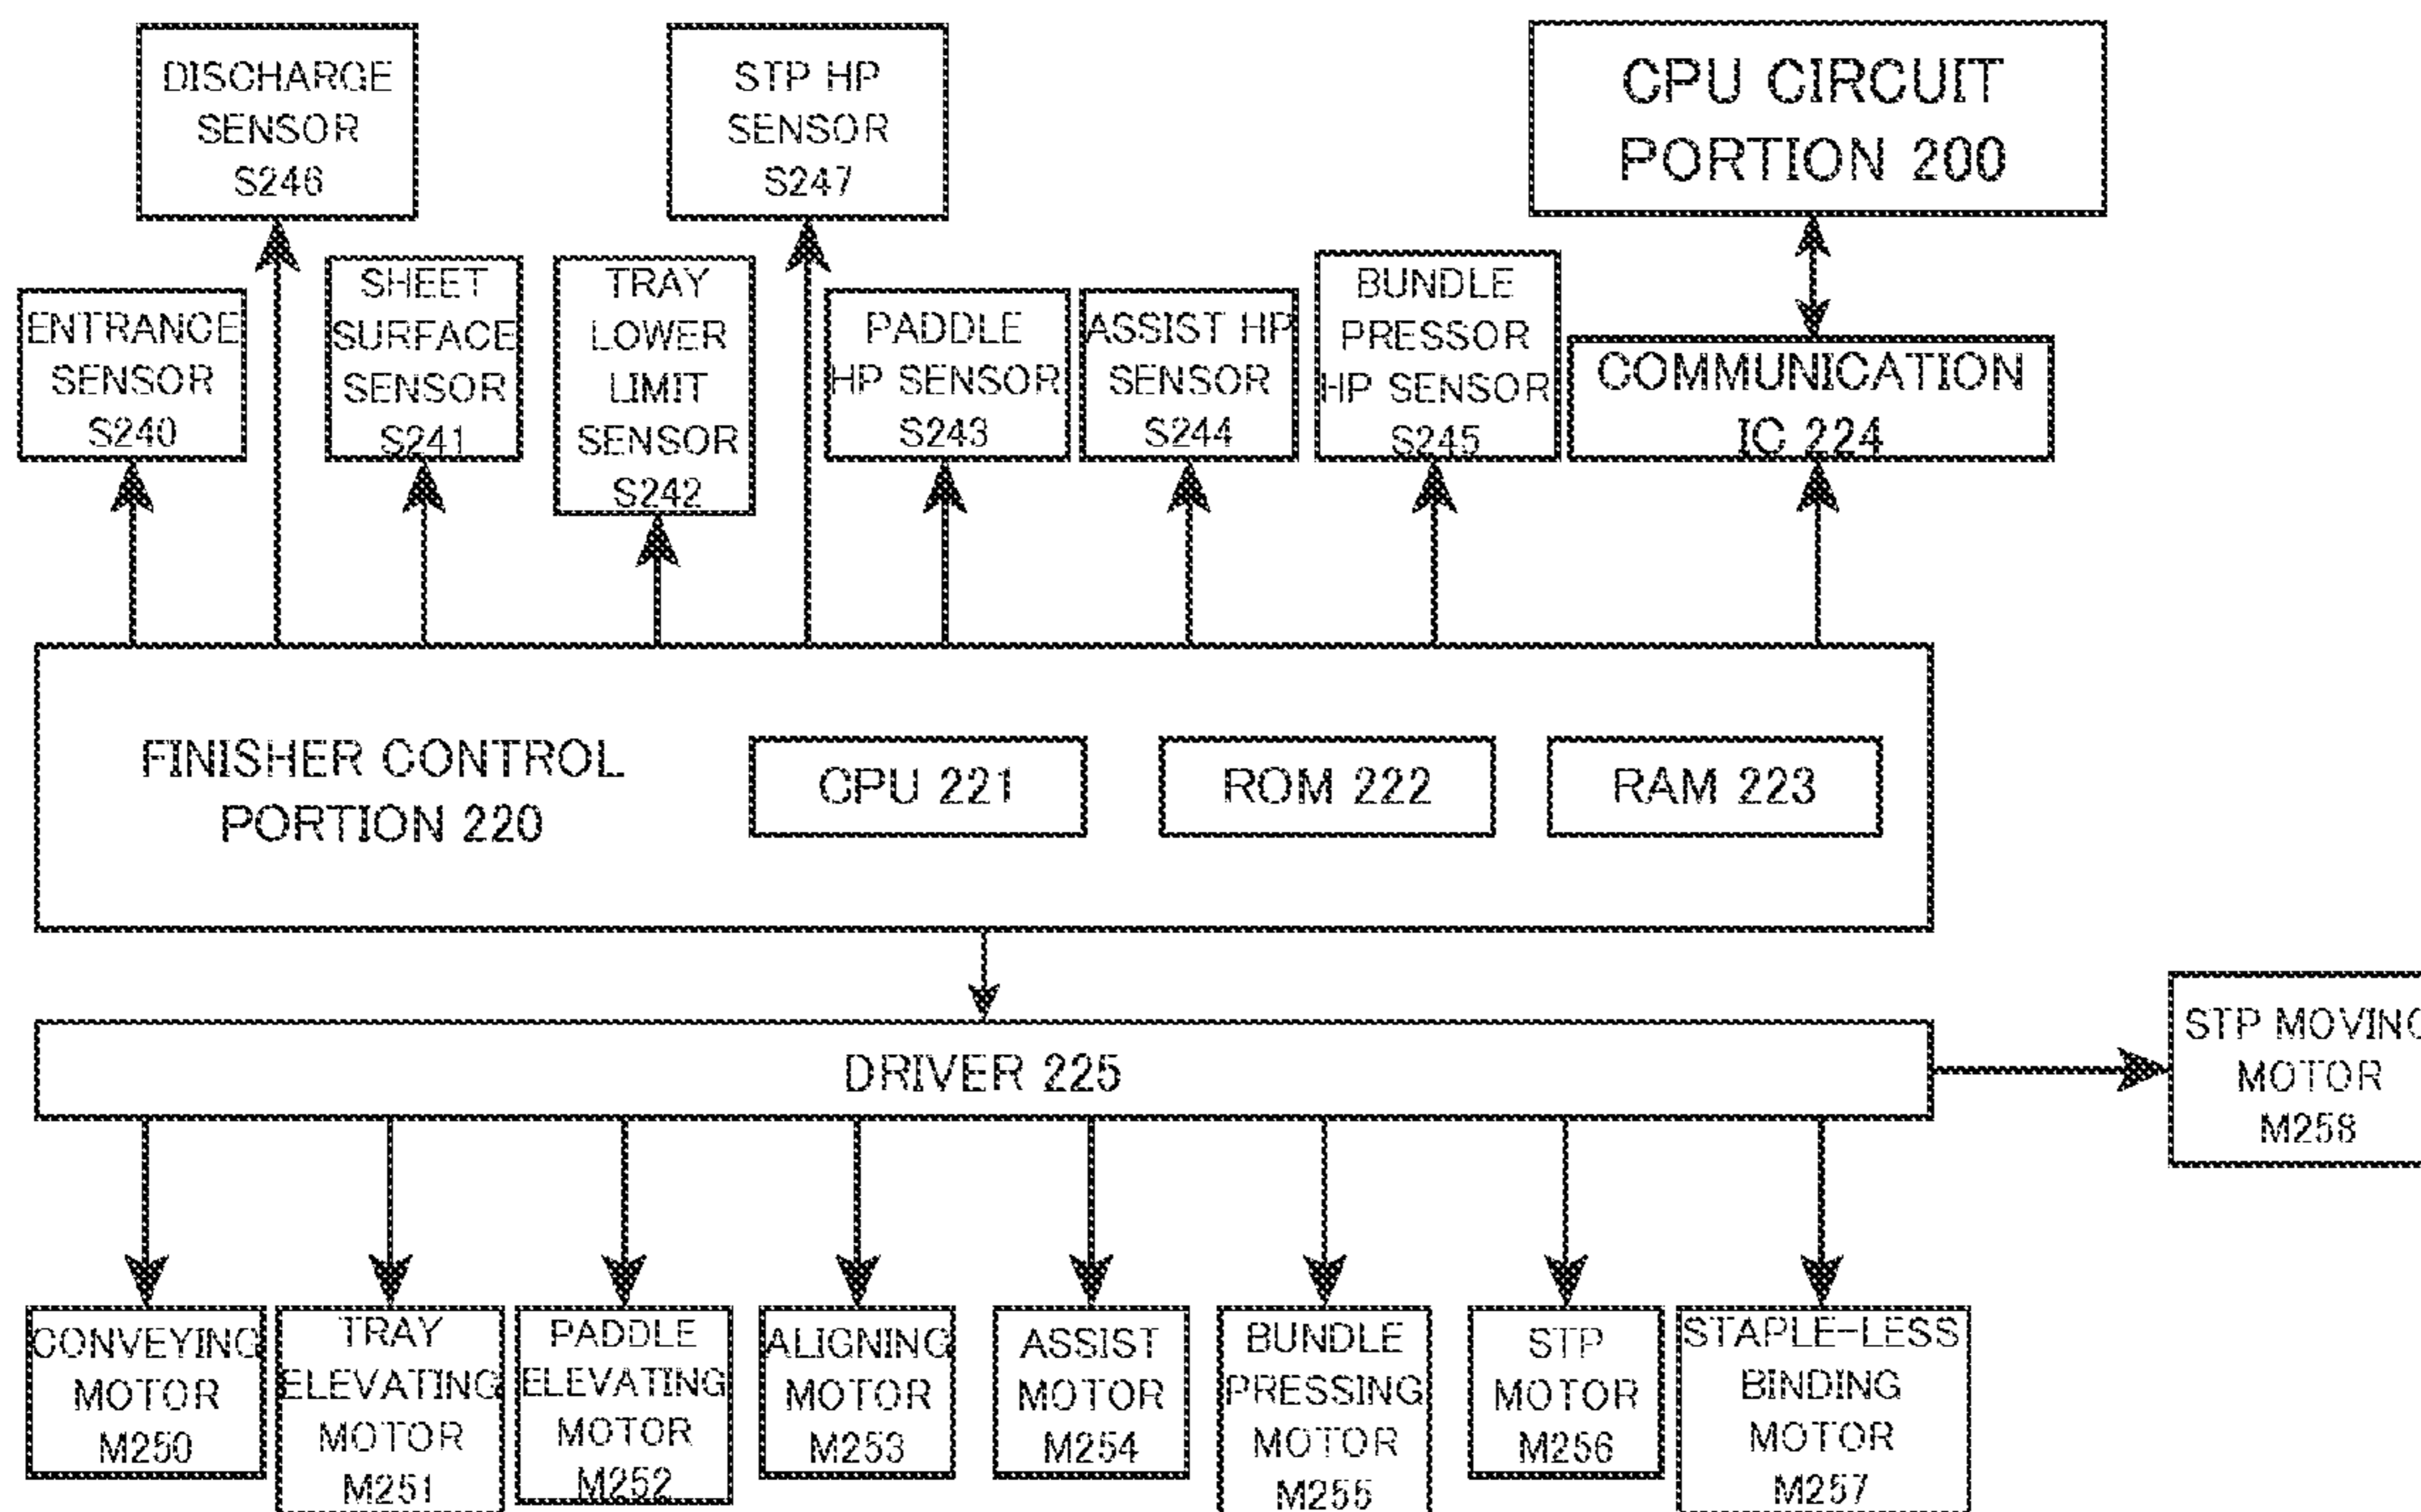 DISCHARGE
SENSOR
S246
STP HP
SENSOR
S247
CPU CIRCUIT
PORTION 200
ENTRANCE
SENSOR
S240
SHEET
SURFACE
SENSOR
S241
TRAY
LOWER
LIMIT
SENSOR
S242
PADDLE
HP SENSOR
S243
ASSIST HP
SENSOR
S244
BUNDLE
PRESSOR
HP SENSOR
S245
COMMUNICATION
IC 224
FINISHER CONTROL
PORTION 220
CPU 221
ROM 222
RAM 223
DRIVER 225
STP MOVING
MOTOR
M258
CONVEYING
MOTOR
M250
TRAY
ELEVATING
MOTOR
M251
PADDLE
ELEVATING
MOTOR
M252
ALIGNING
MOTOR
M253
ASSIST
MOTOR
M254
BUNDLE
PRESSING
MOTOR
M255
STP
MOTOR
M256
STAPLE-LESS
BINDING
MOTOR
M257